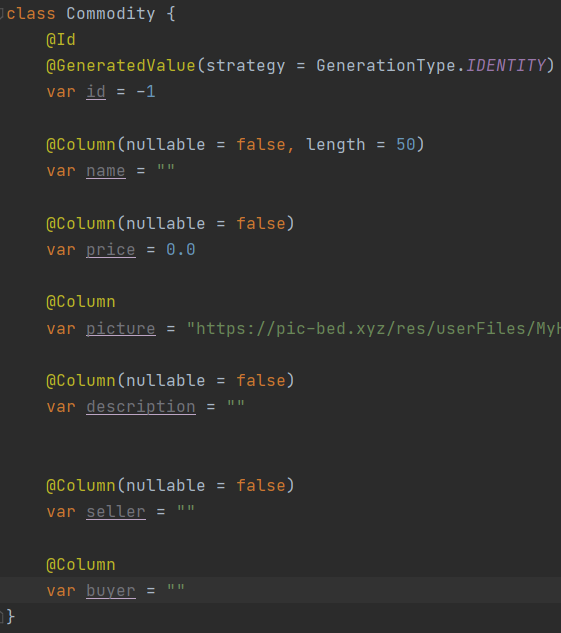 class Commodity {
@Id
@GeneratedValue(strategy = GenerationType.IDENTITY)
var id = -1
@Column(nullable = false, length = 50)
var name = ""
@Column(nullable = false)
var price = 0.0
@Column
var picture = "https://pic-bed.xyz/res/userFiles/MyH
@Column(nullable = false)
var description = ""
@Column(nullable = false)
var seller = ""
@Column
var buyer = ""
}